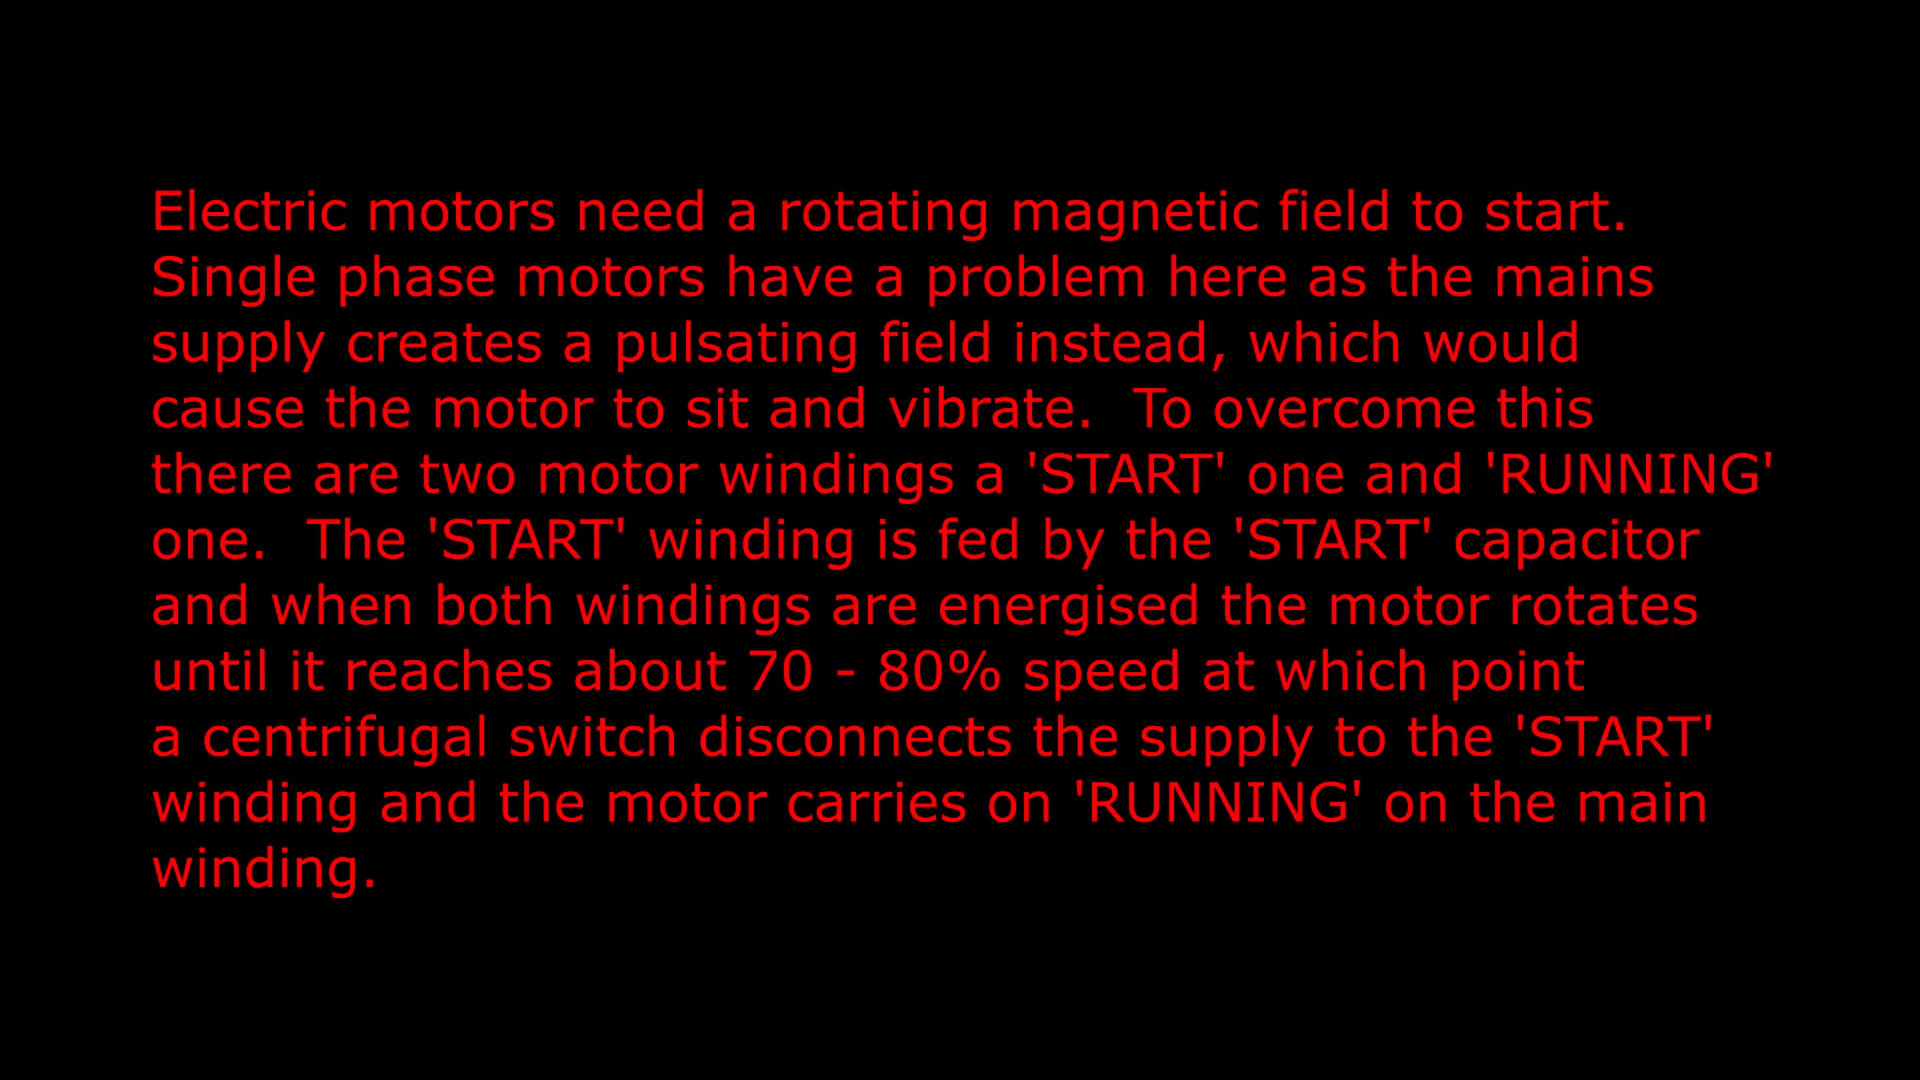 Electric motors need a rotating magnetic field to start.
Single phase motors have a problem here as the mains
supply creates a pulsating field instead, which would
cause the motor to sit and vibrate.  To overcome this
there are two motor windings a 'START' one and 'RUNNING'
one.  The 'START' winding is fed by the 'START' capacitor
and when both windings are energised the motor rotates
until it reaches about 70 - 80% speed at which point
a centrifugal switch disconnects the supply to the 'START'
winding and the motor carries on 'RUNNING' on the main
winding.